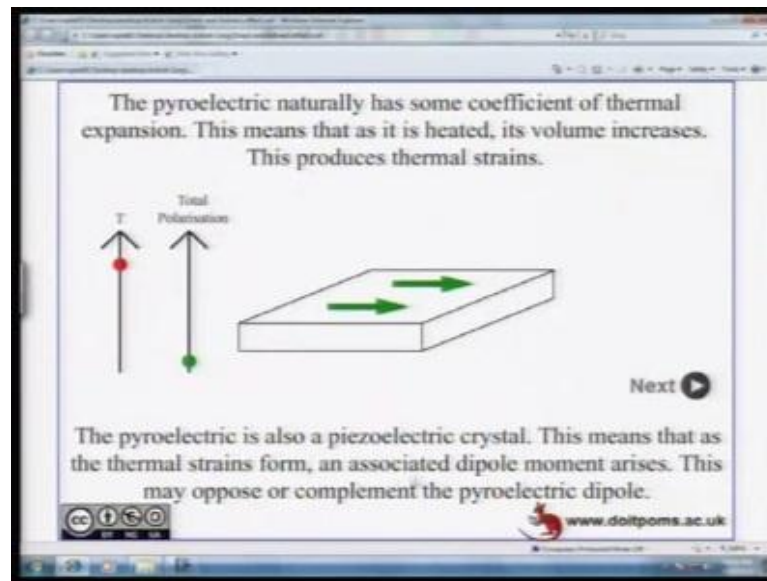 The pyroelectric naturally has some coefficient of thermal
expansion. This means that as it is heated, its volume increases.
This produces thermal strains.
Total
T Polarisation
Next
The pyroelectric is also a piezoelectric crystal. This means that as
the thermal strains form, an associated dipole moment arises. This
may oppose or complement the pyroelectric dipole.
cc
www.doitpoms.ac.uk